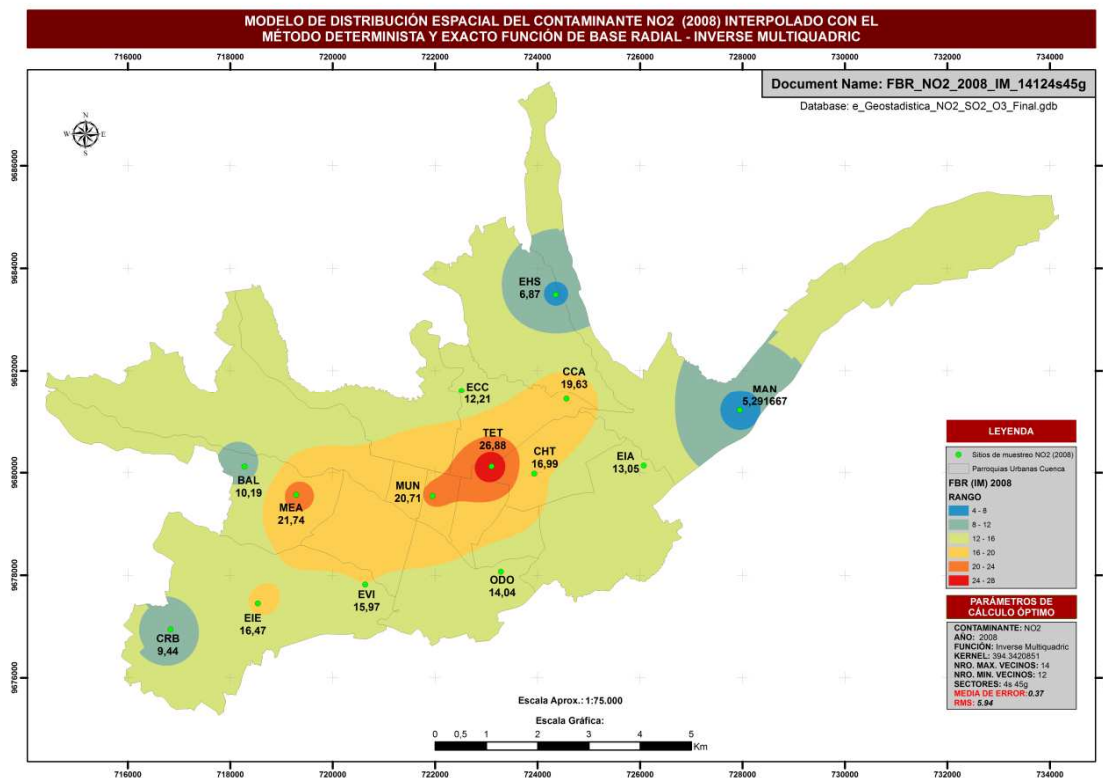 MODELO DE DISTRIBUCIÓN ESPACIAL DEL CONTAMINANTE NO2 (2008) INTERPOLADO CON EL
MÉTODO DETERMINISTA Y EXACTO FUNCIÓN DE BASE RADIAL - INVERSE MULTIQUADRIC
716000 718000 720000 722000 724000 726000 728000 730000 732000 734000
Document Name: FBR_NO2_2008_IM_14124s45g
Database: e_Geostadistica_NO2_SO2_O3_Final.gdb
N
W E
S
9686000 9686000
9684000 9684000
EHS
6,87
9682000 9682000
CCA
19,63
ECC
12,21
MAN
5,291667
TET
26,88
CHT
16,99
EIA
13,05
9680000 9680000
BAL
10,19
MUN
20,71
MEA
21,74
9678000 9678000
ODO
14,04
EVI
15,97
EIE
16,47
CRB
9,44
9676000 9676000
LEYENDA
Sitios de muestreo NO2 (2008)
Parroquias Urbanas Cuenca
FBR (IM) 2008
RANGO
4 - 8
8 - 12
12 - 16
16 - 20
20 - 24
24 - 28
PARÁMETROS DE
CÁLCULO ÓPTIMO
CONTAMINANTE: NO2
AÑO: 2008
FUNCIÓN: Inverse Multiquadric
KERNEL: 394.3420851
NRO. MAX. VECINOS: 14
NRO. MIN. VECINOS: 12
SECTORES: 4s 45g
MEDIA DE ERROR:0.37
RMS: 5.94
Escala Aprox.: 1:75.000
Escala Gráfica:
0 0,5 1 2 3 4 5
Km
716000 718000 720000 722000 724000 726000 728000 730000 732000 734000